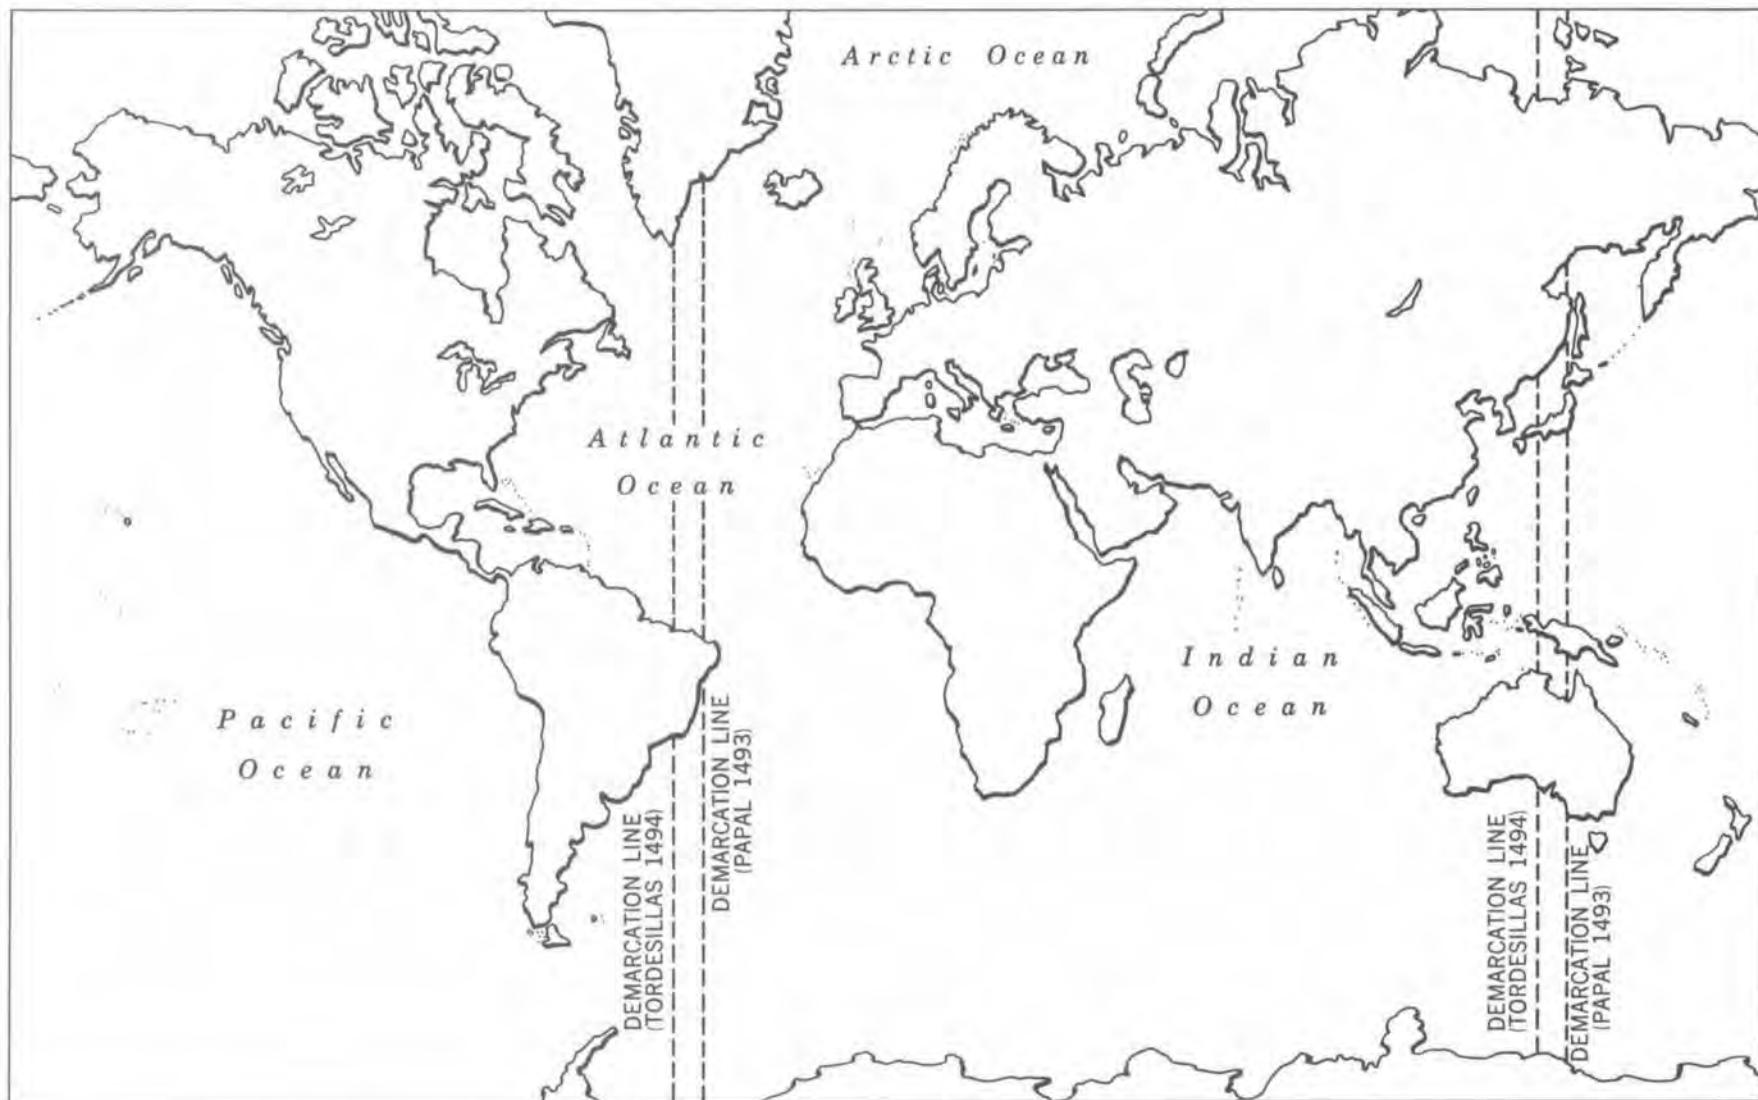 Arctic Ocean
Atlantic
Ocean
Pacific
Ocean
Indian
Ocean
DEMARCATION LINE
(TORDESILLAS 1494)
DEMARCATION LINE
(PAPAL 1493)
DEMARCATION LINE
(TORDESILLAS 1494)
DEMARCATION LINE
(PAPAL 1493)